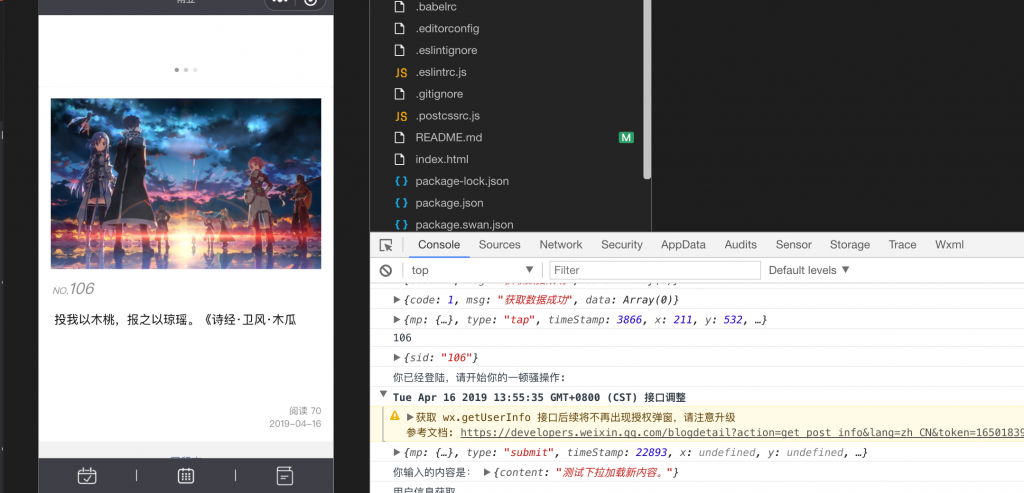 .babelrc
.editorconfig
.eslintignore
JS .eslintrc.js
.gitignore
JS .postcssrc.js
README.md M
index.html
{ } package-lock.json
{ } package.json
{ } package.swan.json
NO.106
投我以木桃，报之以琼瑶。《诗经·卫风·木瓜
阅读 70
2019-04-16
Console Sources Network Security AppData Audits Sensor Storage Trace Wxml
top ▼ Filter Default levels ▼
▶{code: 1, msg: "获取数据成功", data: Array(0)}
▶{mp: {…}, type: "tap", timeStamp: 3866, x: 211, y: 532, …}
106
▶{sid: "106"}
你已经登陆，请开始你的一顿骚操作:
▼ Tue Apr 16 2019 13:55:35 GMT+0800 (CST) 接口调整
▶获取 wx.getUserInfo 接口后续将不再出现授权弹窗，请注意升级
参考文档: https://developers.weixin.qq.com/blogdetail?action=get_post_info&lang=zh_CN&token=16501839
▶{mp: {…}, type: "submit", timeStamp: 22893, x: undefined, y: undefined, …}
你输入的内容是： ▶{content: "测试下拉加载新内容。"}
用户信息获取